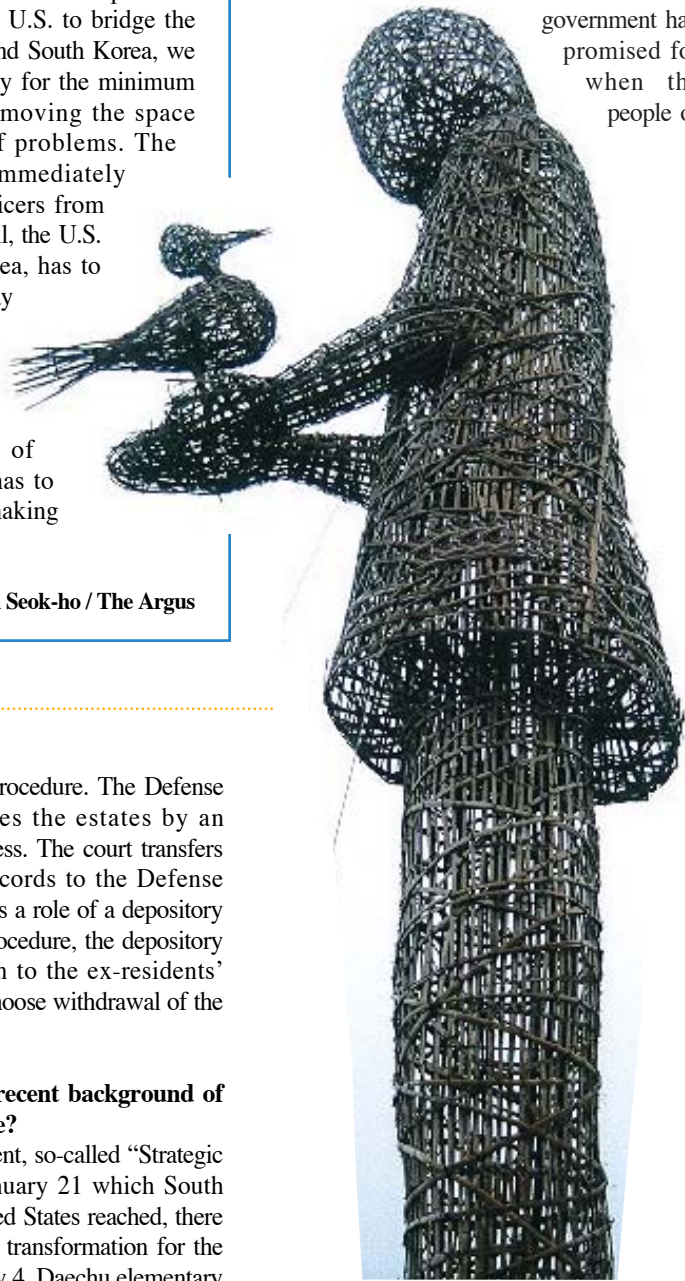 U.S. to bridge the
nd South Korea, we
y for the minimum
moving the space
f problems. The
mmediately
icers from
l, the U.S.
ea, has to
y
of
has to
making
Seok-ho / The Argus
rocedure. The Defense
es the estates by an
ess. The court transfers
cords to the Defense
s a role of a depository
ocedure, the depository
n to the ex-residents’
hoose withdrawal of the
recent background of
e?
ent, so-called “Strategic
nuary 21 which South
ed States reached, there
transformation for the
y 4, Daechu elementary
government ha
promised fo
when th
people o